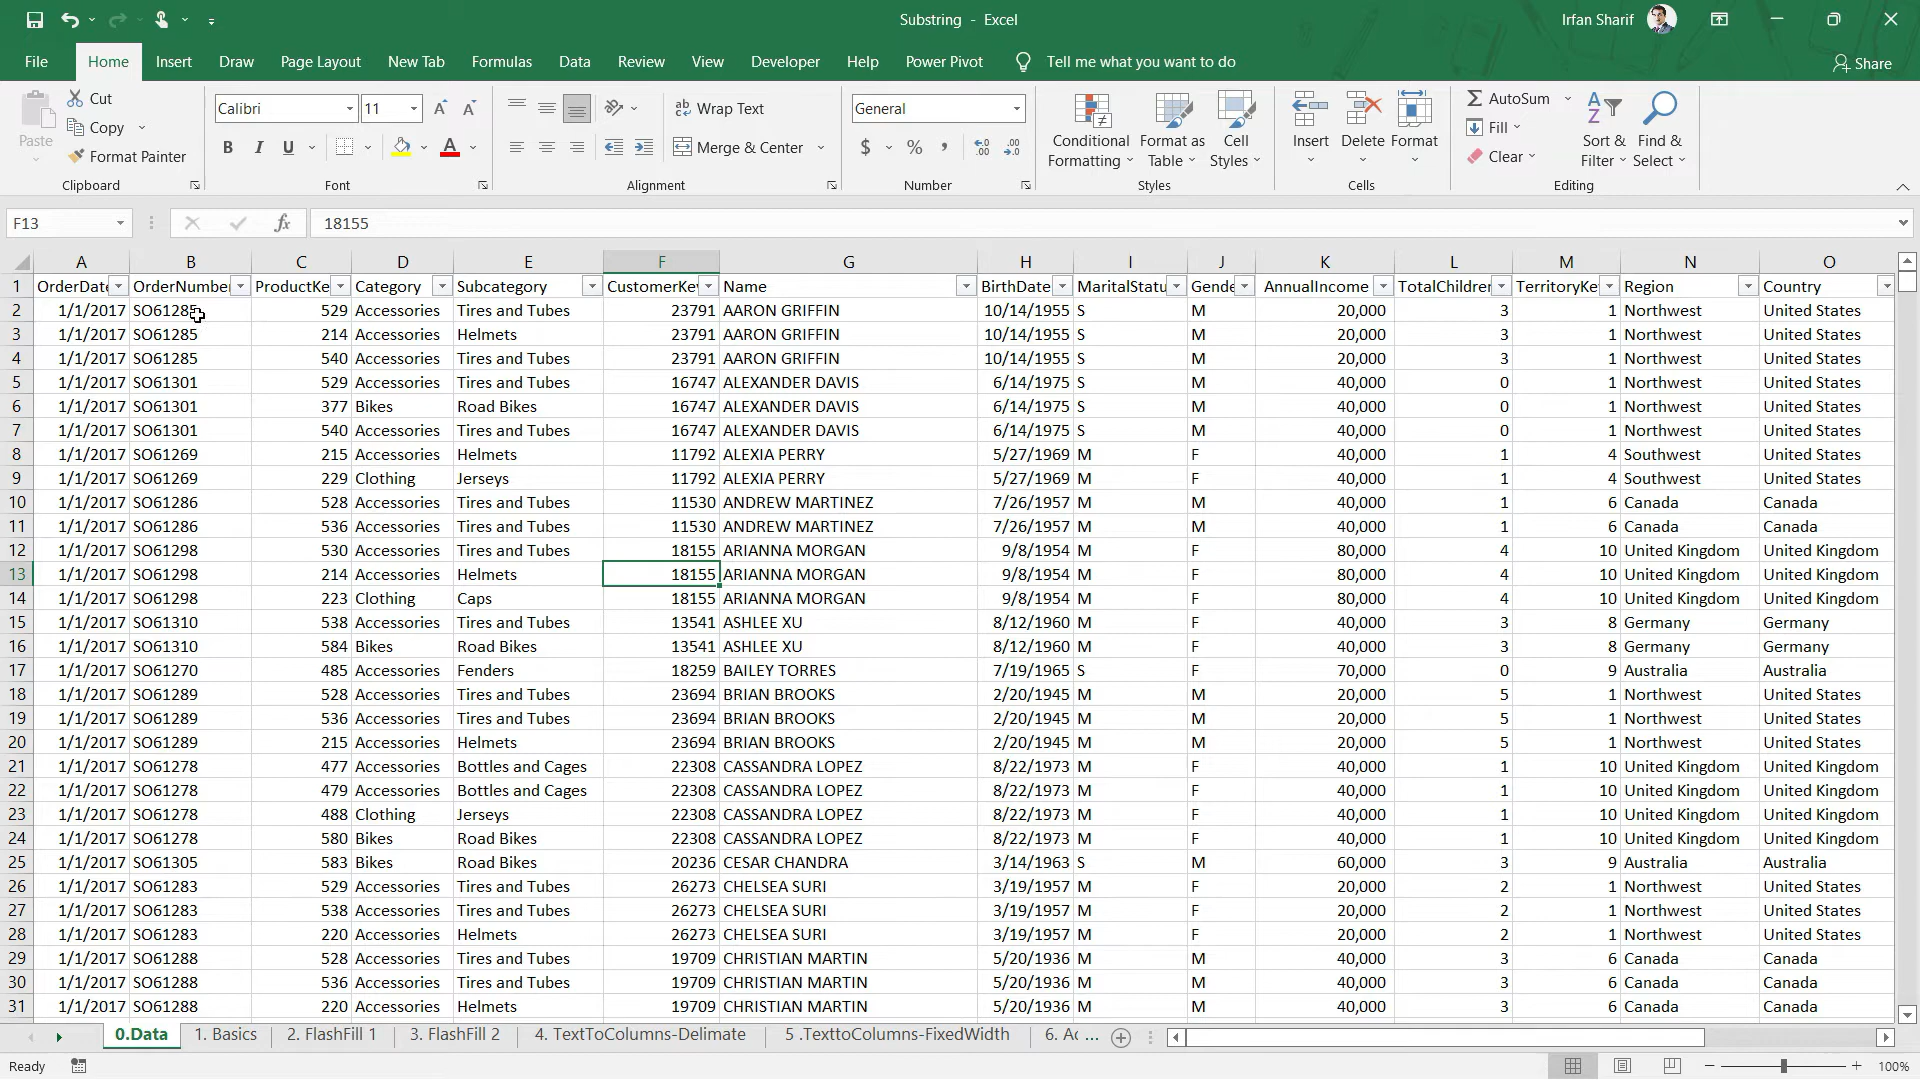 Substring - Excel
Irfan Sharif
File Home Insert Draw Page Layout New Tab Formulas Data Review View Developer Help Power Pivot Tell me what you want to do Share
Paste
Cut
Copy
Format Painter
Clipboard
Calibri 11
B I U
Font
Wrap Text
Merge & Center
Alignment
General
$ % ,
Number
Conditional Formatting
Format as Table
Cell Styles
Styles
Insert Delete Format
Cells
AutoSum
Fill
Clear
Sort & Filter
Find & Select
Editing
F13 fx 18155
A B C D E F G H I J K L M N O
1 OrderDate OrderNumber ProductKe Category Subcategory CustomerKey Name BirthDate MaritalStatu Gende AnnualIncome TotalChildren TerritoryKe Region Country
2 1/1/2017 SO61285 529 Accessories Tires and Tubes 23791 AARON GRIFFIN 10/14/1955 S M 20,000 3 1 Northwest United States
3 1/1/2017 SO61285 214 Accessories Helmets 23791 AARON GRIFFIN 10/14/1955 S M 20,000 3 1 Northwest United States
4 1/1/2017 SO61285 540 Accessories Tires and Tubes 23791 AARON GRIFFIN 10/14/1955 S M 20,000 3 1 Northwest United States
5 1/1/2017 SO61301 529 Accessories Tires and Tubes 16747 ALEXANDER DAVIS 6/14/1975 S M 40,000 0 1 Northwest United States
6 1/1/2017 SO61301 377 Bikes Road Bikes 16747 ALEXANDER DAVIS 6/14/1975 S M 40,000 0 1 Northwest United States
7 1/1/2017 SO61301 540 Accessories Tires and Tubes 16747 ALEXANDER DAVIS 6/14/1975 S M 40,000 0 1 Northwest United States
8 1/1/2017 SO61269 215 Accessories Helmets 11792 ALEXIA PERRY 5/27/1969 M F 40,000 1 4 Southwest United States
9 1/1/2017 SO61269 229 Clothing Jerseys 11792 ALEXIA PERRY 5/27/1969 M F 40,000 1 4 Southwest United States
10 1/1/2017 SO61286 528 Accessories Tires and Tubes 11530 ANDREW MARTINEZ 7/26/1957 M M 40,000 1 6 Canada Canada
11 1/1/2017 SO61286 536 Accessories Tires and Tubes 11530 ANDREW MARTINEZ 7/26/1957 M M 40,000 1 6 Canada Canada
12 1/1/2017 SO61298 530 Accessories Tires and Tubes 18155 ARIANNA MORGAN 9/8/1954 M F 80,000 4 10 United Kingdom United Kingdom
13 1/1/2017 SO61298 214 Accessories Helmets 18155 ARIANNA MORGAN 9/8/1954 M F 80,000 4 10 United Kingdom United Kingdom
14 1/1/2017 SO61298 223 Clothing Caps 18155 ARIANNA MORGAN 9/8/1954 M F 80,000 4 10 United Kingdom United Kingdom
15 1/1/2017 SO61310 538 Accessories Tires and Tubes 13541 ASHLEE XU 8/12/1960 M F 40,000 3 8 Germany Germany
16 1/1/2017 SO61310 584 Bikes Road Bikes 13541 ASHLEE XU 8/12/1960 M F 40,000 3 8 Germany Germany
17 1/1/2017 SO61270 485 Accessories Fenders 18259 BAILEY TORRES 7/19/1965 S F 70,000 0 9 Australia Australia
18 1/1/2017 SO61289 528 Accessories Tires and Tubes 23694 BRIAN BROOKS 2/20/1945 M M 20,000 5 1 Northwest United States
19 1/1/2017 SO61289 536 Accessories Tires and Tubes 23694 BRIAN BROOKS 2/20/1945 M M 20,000 5 1 Northwest United States
20 1/1/2017 SO61289 215 Accessories Helmets 23694 BRIAN BROOKS 2/20/1945 M M 20,000 5 1 Northwest United States
21 1/1/2017 SO61278 477 Accessories Bottles and Cages 22308 CASSANDRA LOPEZ 8/22/1973 M F 40,000 1 10 United Kingdom United Kingdom
22 1/1/2017 SO61278 479 Accessories Bottles and Cages 22308 CASSANDRA LOPEZ 8/22/1973 M F 40,000 1 10 United Kingdom United Kingdom
23 1/1/2017 SO61278 488 Clothing Jerseys 22308 CASSANDRA LOPEZ 8/22/1973 M F 40,000 1 10 United Kingdom United Kingdom
24 1/1/2017 SO61278 580 Bikes Road Bikes 22308 CASSANDRA LOPEZ 8/22/1973 M F 40,000 1 10 United Kingdom United Kingdom
25 1/1/2017 SO61305 583 Bikes Road Bikes 20236 CESAR CHANDRA 3/14/1963 S M 60,000 3 9 Australia Australia
26 1/1/2017 SO61283 529 Accessories Tires and Tubes 26273 CHELSEA SURI 3/19/1957 M F 20,000 2 1 Northwest United States
27 1/1/2017 SO61283 538 Accessories Tires and Tubes 26273 CHELSEA SURI 3/19/1957 M F 20,000 2 1 Northwest United States
28 1/1/2017 SO61283 220 Accessories Helmets 26273 CHELSEA SURI 3/19/1957 M F 20,000 2 1 Northwest United States
29 1/1/2017 SO61288 528 Accessories Tires and Tubes 19709 CHRISTIAN MARTIN 5/20/1936 M M 40,000 3 6 Canada Canada
30 1/1/2017 SO61288 536 Accessories Tires and Tubes 19709 CHRISTIAN MARTIN 5/20/1936 M M 40,000 3 6 Canada Canada
31 1/1/2017 SO61288 220 Accessories Helmets 19709 CHRISTIAN MARTIN 5/20/1936 M M 40,000 3 6 Canada Canada
0.Data 1. Basics 2. FlashFill 1 3. FlashFill 2 4. TextToColumns-Delimate 5 .TexttoColumns-FixedWidth 6. Ac ...
Ready 100%